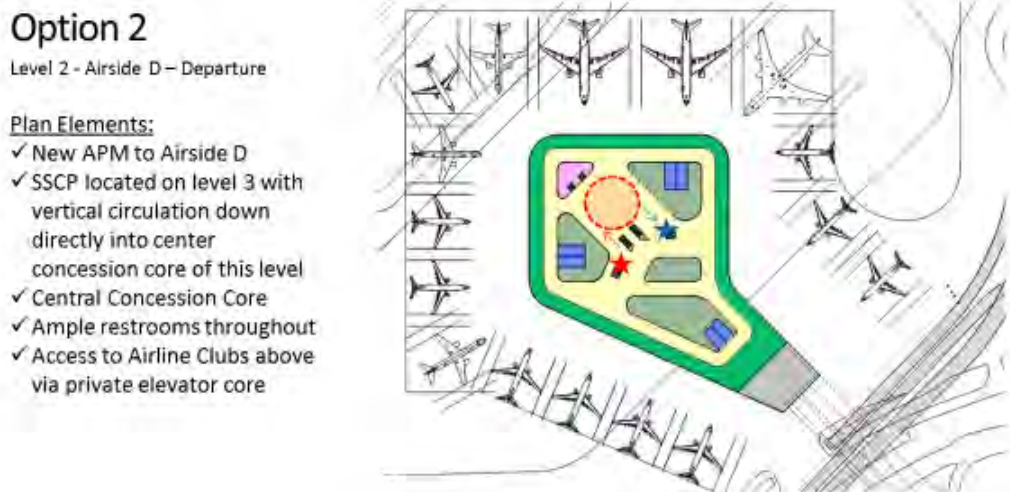 Option 2
Level 2 - Airside D – Departure
Plan Elements:
✓ New APM to Airside D
✓ SSCP located on level 3 with
vertical circulation down
directly into center
concession core of this level
✓ Central Concession Core
✓ Ample restrooms throughout
✓ Access to Airline Clubs above
via private elevator core